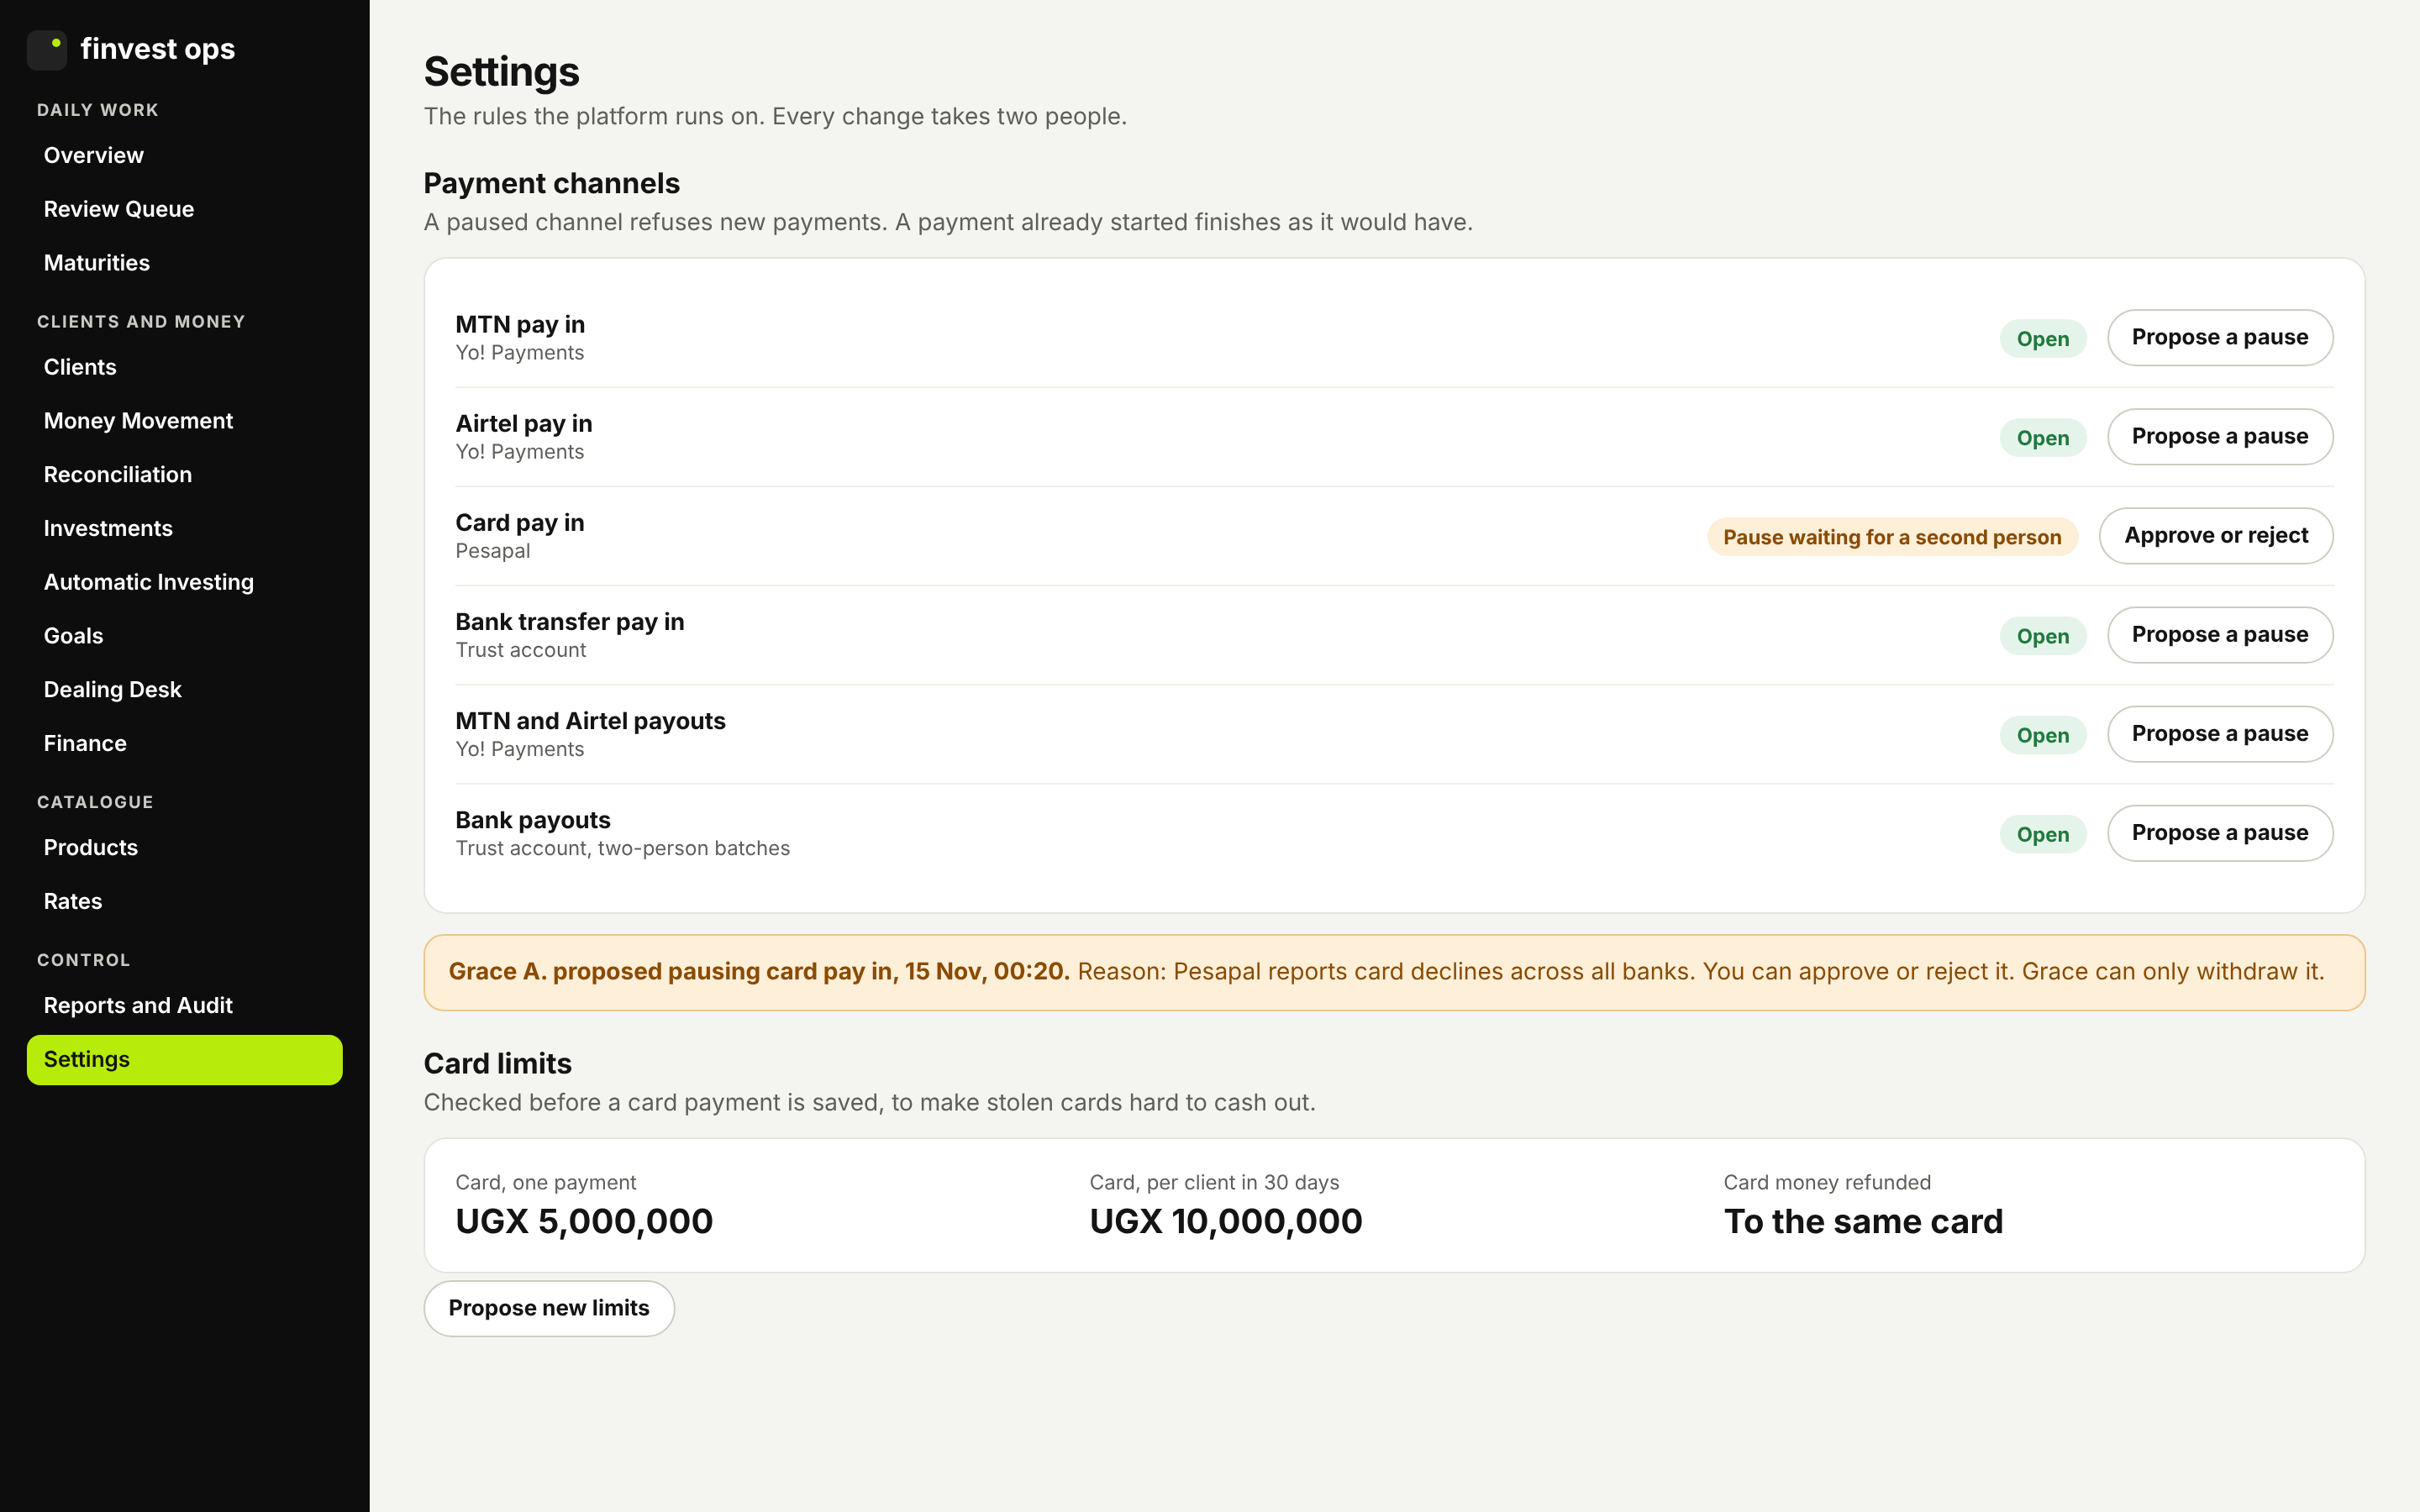 finvest ops
DAILY WORK
Overview
Review Queue
Maturities
CLIENTS AND MONEY
Clients
Money Movement
Reconciliation
Investments
Automatic Investing
Goals
Dealing Desk
Finance
CATALOGUE
Products
Rates
CONTROL
Reports and Audit
Settings
Settings
The rules the platform runs on. Every change takes two people.
Payment channels
A paused channel refuses new payments. A payment already started finishes as it would have.
MTN pay in
Yo! Payments
Open
Propose a pause
Airtel pay in
Yo! Payments
Open
Propose a pause
Card pay in
Pesapal
Pause waiting for a second person
Approve or reject
Bank transfer pay in
Trust account
Open
Propose a pause
MTN and Airtel payouts
Yo! Payments
Open
Propose a pause
Bank payouts
Trust account, two-person batches
Open
Propose a pause
Grace A. proposed pausing card pay in, 15 Nov, 00:20. Reason: Pesapal reports card declines across all banks. You can approve or reject it. Grace can only withdraw it.
Card limits
Checked before a card payment is saved, to make stolen cards hard to cash out.
Card, one payment
UGX 5,000,000
Card, per client in 30 days
UGX 10,000,000
Card money refunded
To the same card
Propose new limits